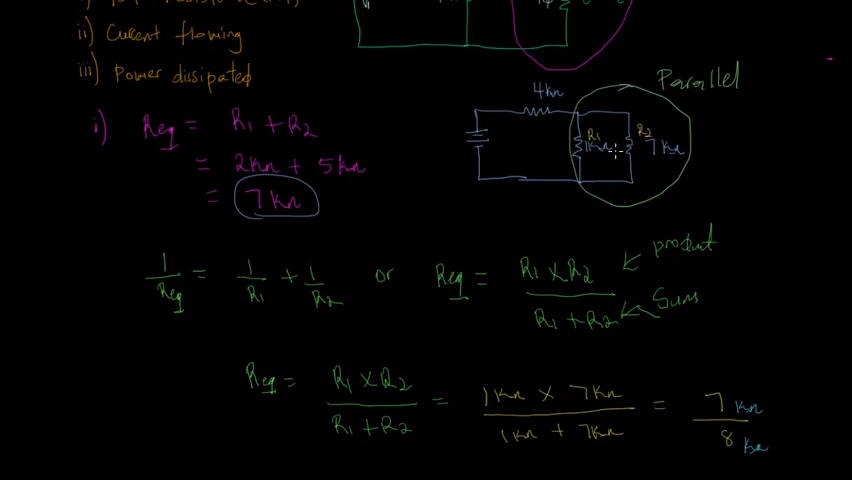 ii) Current flowing
iii) Power dissipated
Parallel
4kΩ
R1
1kΩ
R2
7kΩ
i) Req = R1 + R2
= 2kΩ + 5kΩ
= 7kΩ
1/Req = 1/R1 + 1/R2 or Req = R1 X R2 / R1 + R2
product
Sum
Req = R1 X R2 / R1 + R2 = 1kΩ X 7kΩ / 1kΩ + 7kΩ = 7 kΩ / 8 kΩ